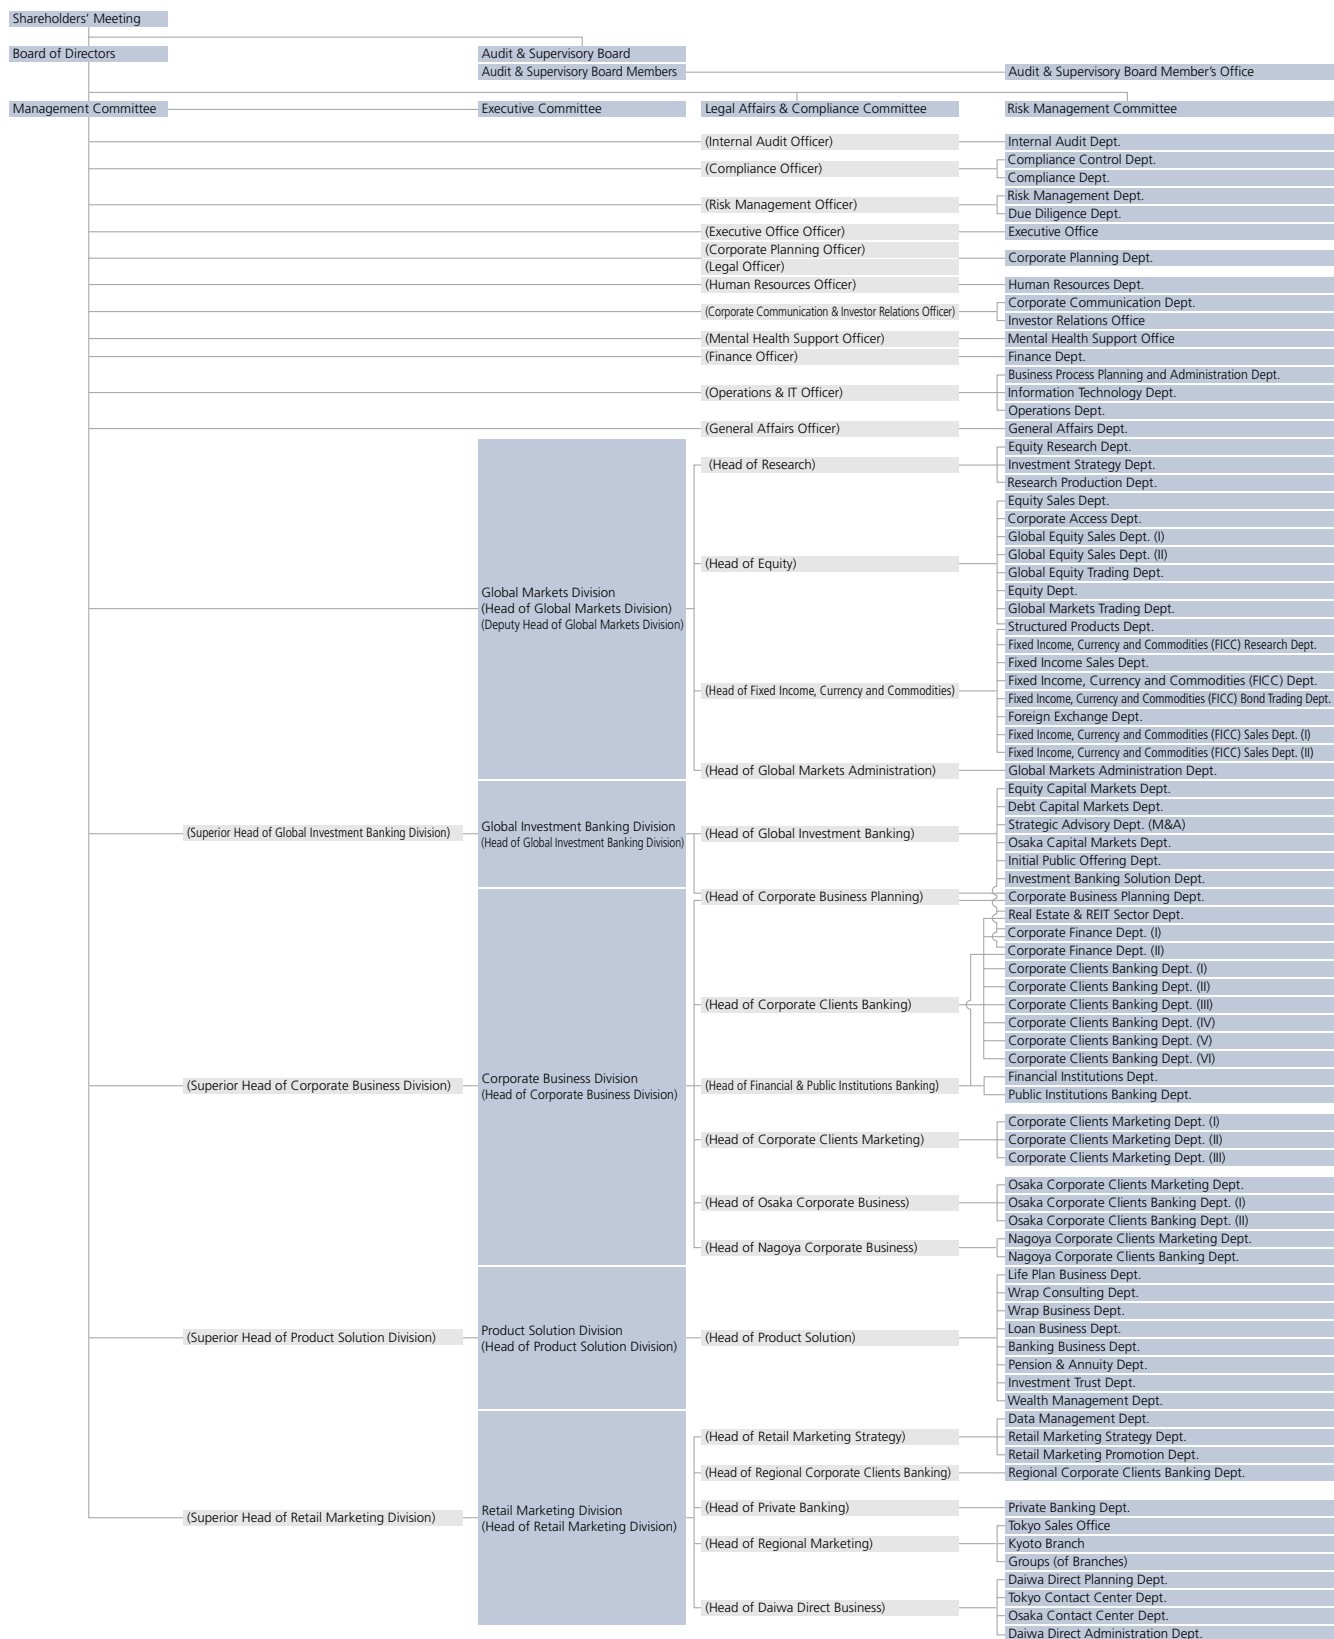 Shareholders' Meeting
Board of Directors
Audit & Supervisory Board
Audit & Supervisory Board Members
Audit & Supervisory Board Member's Office
Management Committee
Executive Committee
Legal Affairs & Compliance Committee
Risk Management Committee
(Internal Audit Officer)
Internal Audit Dept.
(Compliance Officer)
Compliance Control Dept.
Compliance Dept.
(Risk Management Officer)
Risk Management Dept.
Due Diligence Dept.
(Executive Office Officer)
Executive Office
(Corporate Planning Officer)
(Legal Officer)
Corporate Planning Dept.
(Human Resources Officer)
Human Resources Dept.
(Corporate Communication & Investor Relations Officer)
Corporate Communication Dept.
Investor Relations Office
(Mental Health Support Officer)
Mental Health Support Office
(Finance Officer)
Finance Dept.
(Operations & IT Officer)
Business Process Planning and Administration Dept.
Information Technology Dept.
Operations Dept.
(General Affairs Officer)
General Affairs Dept.
Global Markets Division
(Head of Global Markets Division)
(Deputy Head of Global Markets Division)
(Head of Research)
Equity Research Dept.
Investment Strategy Dept.
Research Production Dept.
(Head of Equity)
Equity Sales Dept.
Corporate Access Dept.
Global Equity Sales Dept. (I)
Global Equity Sales Dept. (II)
Global Equity Trading Dept.
Equity Dept.
Global Markets Trading Dept.
Structured Products Dept.
(Head of Fixed Income, Currency and Commodities)
Fixed Income, Currency and Commodities (FICC) Research Dept.
Fixed Income Sales Dept.
Fixed Income, Currency and Commodities (FICC) Dept.
Fixed Income, Currency and Commodities (FICC) Bond Trading Dept.
Foreign Exchange Dept.
Fixed Income, Currency and Commodities (FICC) Sales Dept. (I)
Fixed Income, Currency and Commodities (FICC) Sales Dept. (II)
(Head of Global Markets Administration)
Global Markets Administration Dept.
(Superior Head of Global Investment Banking Division)
Global Investment Banking Division
(Head of Global Investment Banking Division)
(Head of Global Investment Banking)
Equity Capital Markets Dept.
Debt Capital Markets Dept.
Strategic Advisory Dept. (M&A)
Osaka Capital Markets Dept.
Initial Public Offering Dept.
Investment Banking Solution Dept.
(Head of Corporate Business Planning)
Corporate Business Planning Dept.
Real Estate & REIT Sector Dept.
Corporate Finance Dept. (I)
Corporate Finance Dept. (II)
(Superior Head of Corporate Business Division)
Corporate Business Division
(Head of Corporate Business Division)
(Head of Corporate Clients Banking)
Corporate Clients Banking Dept. (I)
Corporate Clients Banking Dept. (II)
Corporate Clients Banking Dept. (III)
Corporate Clients Banking Dept. (IV)
Corporate Clients Banking Dept. (V)
Corporate Clients Banking Dept. (VI)
(Head of Financial & Public Institutions Banking)
Financial Institutions Dept.
Public Institutions Banking Dept.
(Head of Corporate Clients Marketing)
Corporate Clients Marketing Dept. (I)
Corporate Clients Marketing Dept. (II)
Corporate Clients Marketing Dept. (III)
(Head of Osaka Corporate Business)
Osaka Corporate Clients Marketing Dept.
Osaka Corporate Clients Banking Dept. (I)
Osaka Corporate Clients Banking Dept. (II)
(Head of Nagoya Corporate Business)
Nagoya Corporate Clients Marketing Dept.
Nagoya Corporate Clients Banking Dept.
(Superior Head of Product Solution Division)
Product Solution Division
(Head of Product Solution Division)
(Head of Product Solution)
Life Plan Business Dept.
Wrap Consulting Dept.
Wrap Business Dept.
Loan Business Dept.
Banking Business Dept.
Pension & Annuity Dept.
Investment Trust Dept.
Wealth Management Dept.
(Superior Head of Retail Marketing Division)
Retail Marketing Division
(Head of Retail Marketing Division)
(Head of Retail Marketing Strategy)
Data Management Dept.
Retail Marketing Strategy Dept.
Retail Marketing Promotion Dept.
(Head of Regional Corporate Clients Banking)
Regional Corporate Clients Banking Dept.
(Head of Private Banking)
Private Banking Dept.
(Head of Regional Marketing)
Tokyo Sales Office
Kyoto Branch
Groups (of Branches)
(Head of Daiwa Direct Business)
Daiwa Direct Planning Dept.
Tokyo Contact Center Dept.
Osaka Contact Center Dept.
Daiwa Direct Administration Dept.